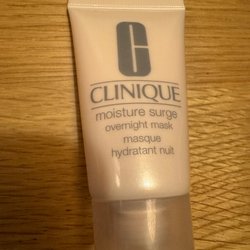 C
CLINIQUE
moisture surge
overnight mask
masque
hydratant nuit